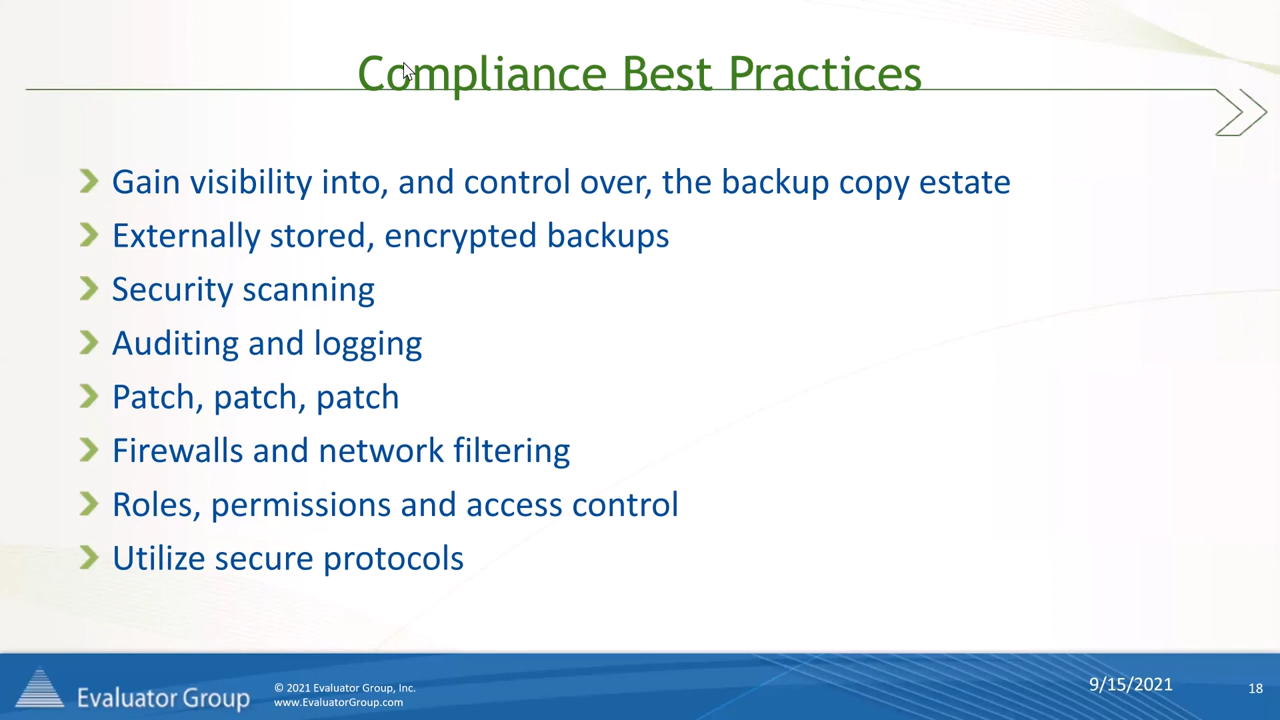 Compliance Best Practices
Gain visibility into, and control over, the backup copy estate
Externally stored, encrypted backups
Security scanning
Auditing and logging
Patch, patch, patch
Firewalls and network filtering
Roles, permissions and access control
Utilize secure protocols
Evaluator Group
© 2021 Evaluator Group, Inc.
www.EvaluatorGroup.com
9/15/2021
18